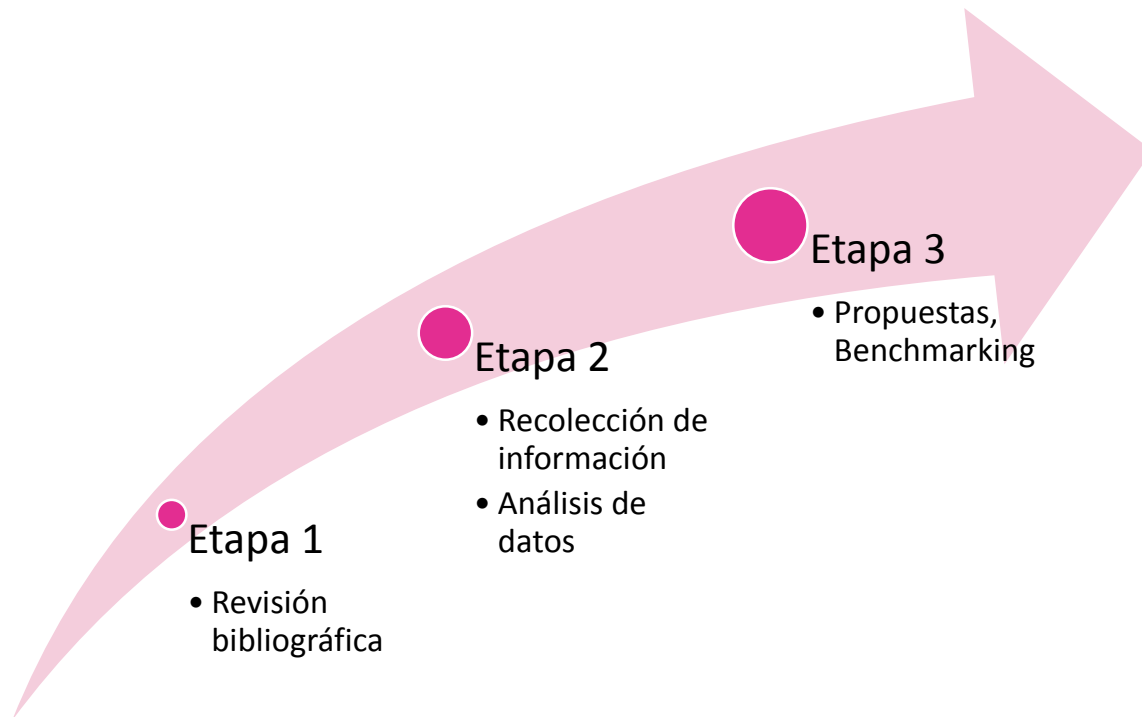 Etapa 1
• Revisión
bibliográfica
Etapa 2
• Recolección de
información
• Análisis de
datos
Etapa 3
• Propuestas,
Benchmarking